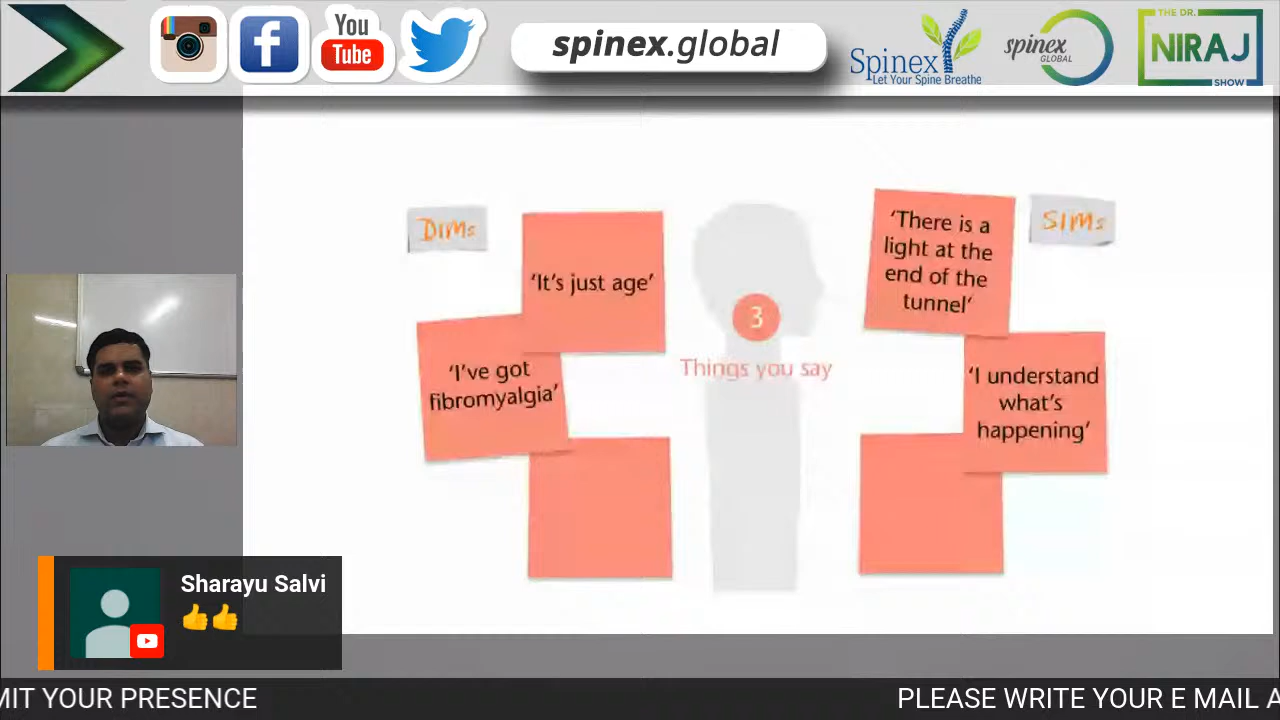 You
Tube
spinex.global
Spinex
Let Your Spine Breathe
spinex
GLOBAL
THE DR.
NIRAJ
SHOW
DIMs
'It's just age'
'I've got
fibromyalgia'
3
Things you say
'There is a
light at the
end of the
tunnel'
SIMs
'I understand
what's
happening'
Sharayu Salvi
👍👍
MIT YOUR PRESENCE
PLEASE WRITE YOUR E MAIL A